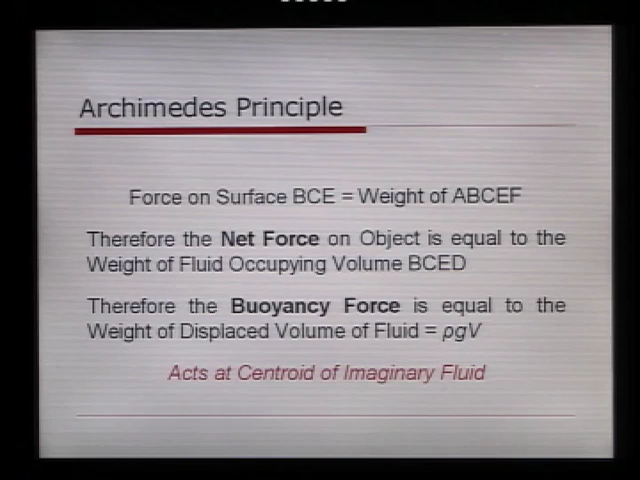 Archimedes Principle
Force on Surface BCE = Weight of ABCEF
Therefore the Net Force on Object is equal to the
Weight of Fluid Occupying Volume BCED
Therefore the Buoyancy Force is equal to the
Weight of Displaced Volume of Fluid = ρgV
Acts at Centroid of Imaginary Fluid